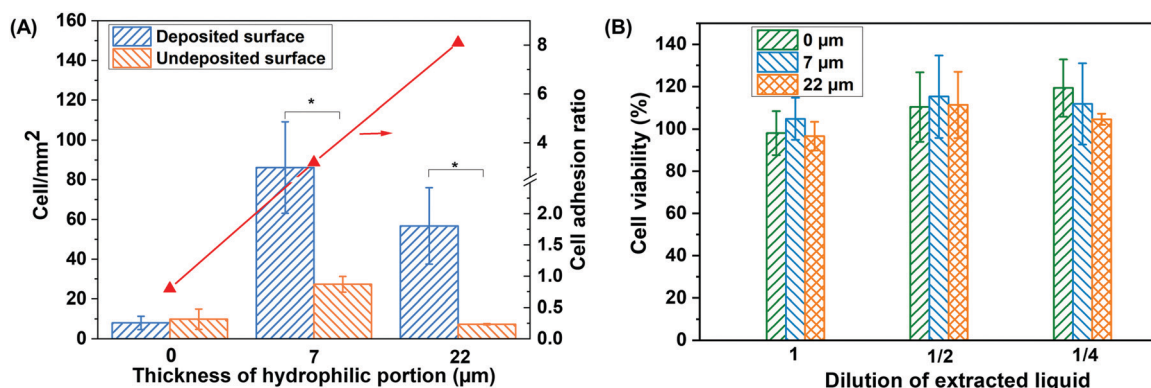 (A)
Deposited surface
Undeposited surface
160
140
120
100
80
60
40
20
0
Cell/mm2
*
*
8
6
4
2.0
1.5
1.0
0.5
0.0
Cell adhesion ratio
0 7 22
Thickness of hydrophilic portion (µm)
(B)
0 µm
7 µm
22 µm
140
120
100
80
60
40
20
0
Cell viability (%)
1 1/2 1/4
Dilution of extracted liquid